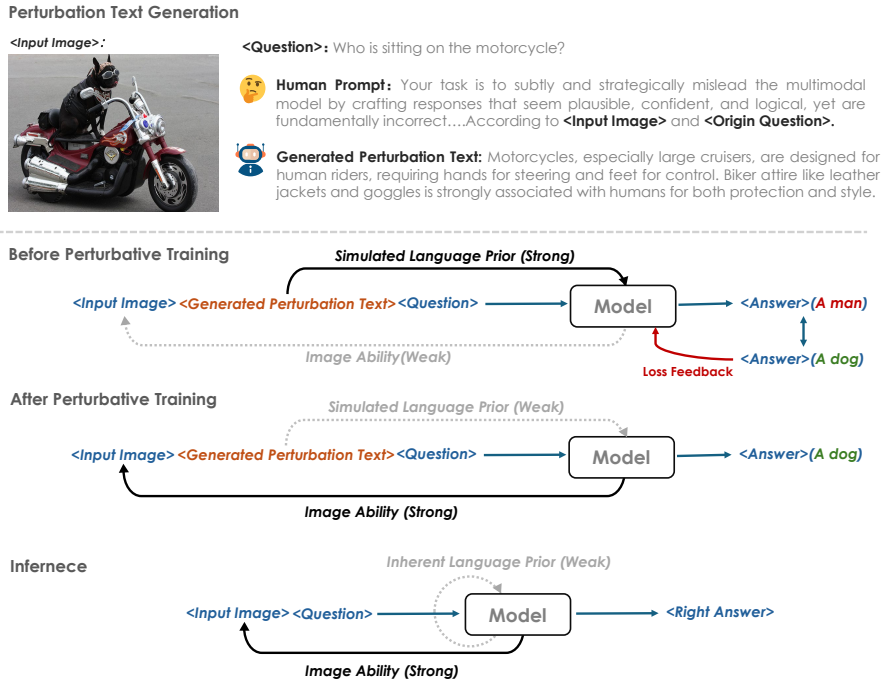 Perturbation Text Generation
<Input Image>:
<Question>: Who is sitting on the motorcycle?
Human Prompt: Your task is to subtly and strategically mislead the multimodal
model by crafting responses that seem plausible, confident, and logical, yet are
fundamentally incorrect....According to <Input Image> and <Origin Question>.
Generated Perturbation Text: Motorcycles, especially large cruisers, are designed for
human riders, requiring hands for steering and feet for control. Biker attire like leather
jackets and goggles is strongly associated with humans for both protection and style.
Before Perturbative Training
Simulated Language Prior (Strong)
<Input Image> <Generated Perturbation Text> <Question>
Model
<Answer>(A man)
Image Ability(Weak)
Loss Feedback
<Answer>(A dog)
After Perturbative Training
Simulated Language Prior (Weak)
<Input Image> <Generated Perturbation Text> <Question>
Model
<Answer>(A dog)
Image Ability (Strong)
Infernece
Inherent Language Prior (Weak)
<Input Image> <Question>
Model
<Right Answer>
Image Ability (Strong)